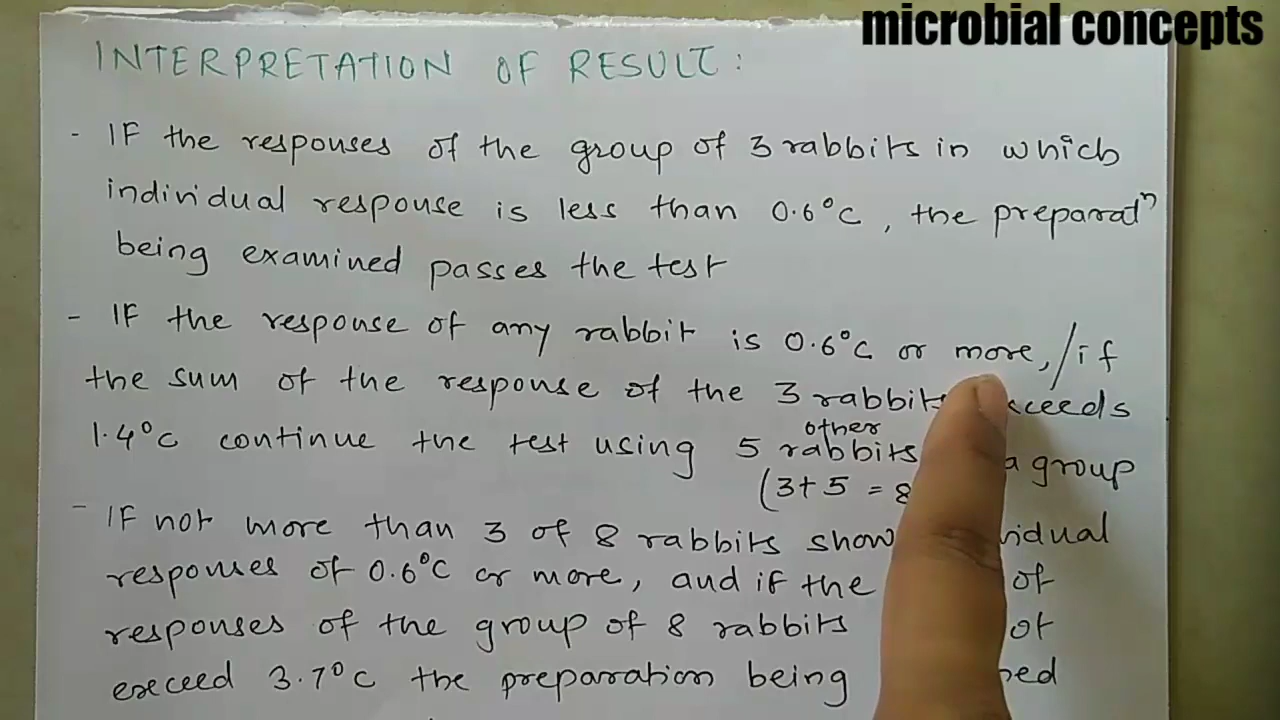 microbial concepts
INTERPRETATION OF RESULT:
- IF the responses of the group of 3 rabbits in which
individual response is less than 0.6°C, the preparatⁿ
being examined passes the test
- IF the response of any rabbit is 0.6°C or more, / if
the sum of the response of the 3 rabbits exceeds
other
1.4°C continue the test using 5 rabbits a group
(3+5 = 8
- IF not more than 3 of 8 rabbits show
responses of 0.6°C or more, and if the of
responses of the group of 8 rabbits
exceed 3.7°C the preparation being